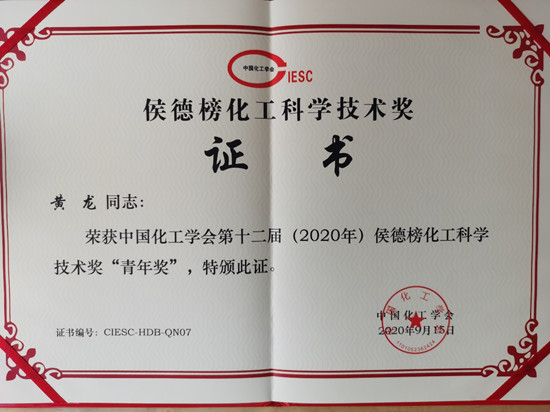 中国化工学会
CIESC
侯德榜化工科学技术奖
证 书
黄 龙 同志:
荣获中国化工学会第十二届(2020年)侯德榜化工科学
技术奖“青年奖”,特颁此证。
中国化工学会
2020年9月15日
证书编号: CIESC-HDB-QN07